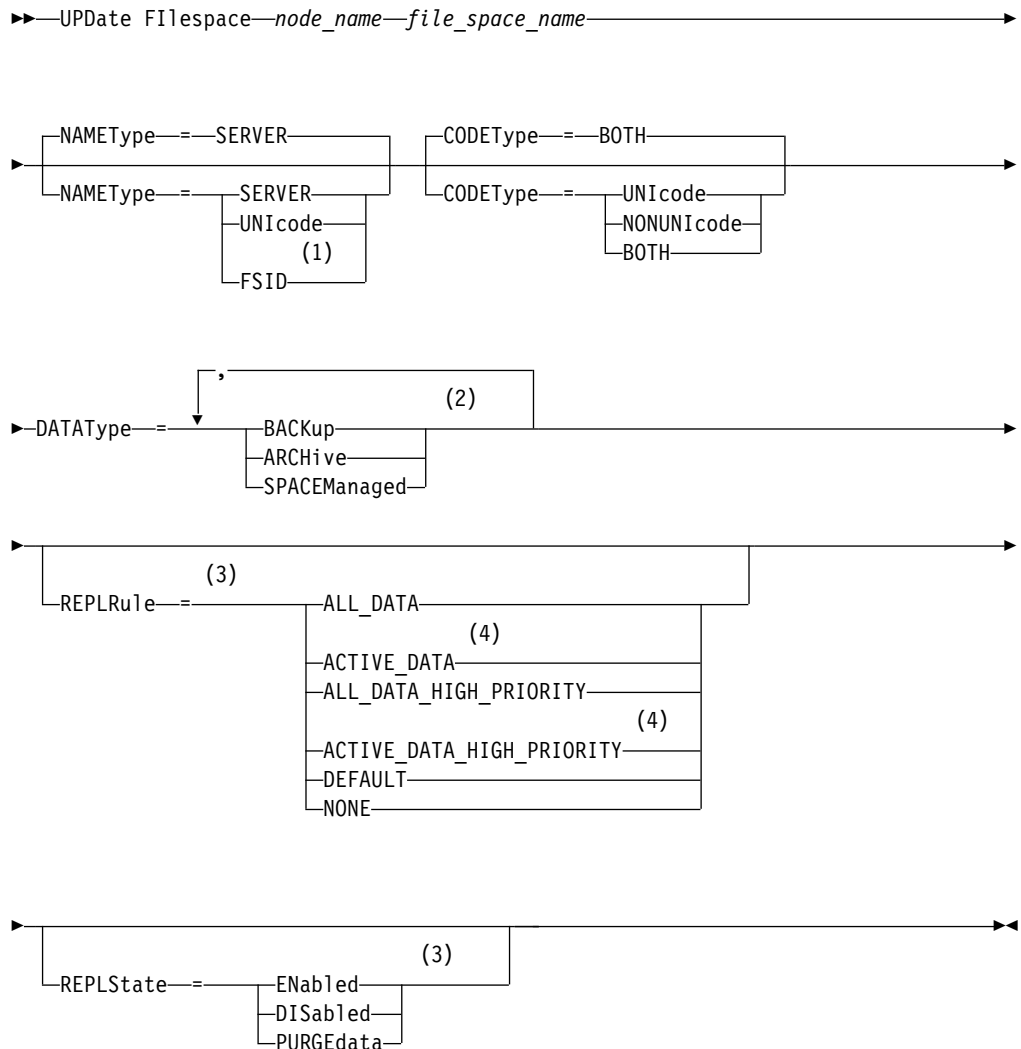 UPDate FIlespace node_name file_space_name
NAMEType = SERVER CODEType = BOTH
NAMEType = SERVER CODEType = UNIcode
UNIcode NONUNIcode
(1) BOTH
FSID
,
(2)
DATAType = BACKup
ARCHive
SPACEManaged
(3)
REPLRule = ALL_DATA
(4)
ACTIVE_DATA
ALL_DATA_HIGH_PRIORITY
(4)
ACTIVE_DATA_HIGH_PRIORITY
DEFAULT
NONE
(3)
REPLState = ENabled
DISabled
PURGEdata